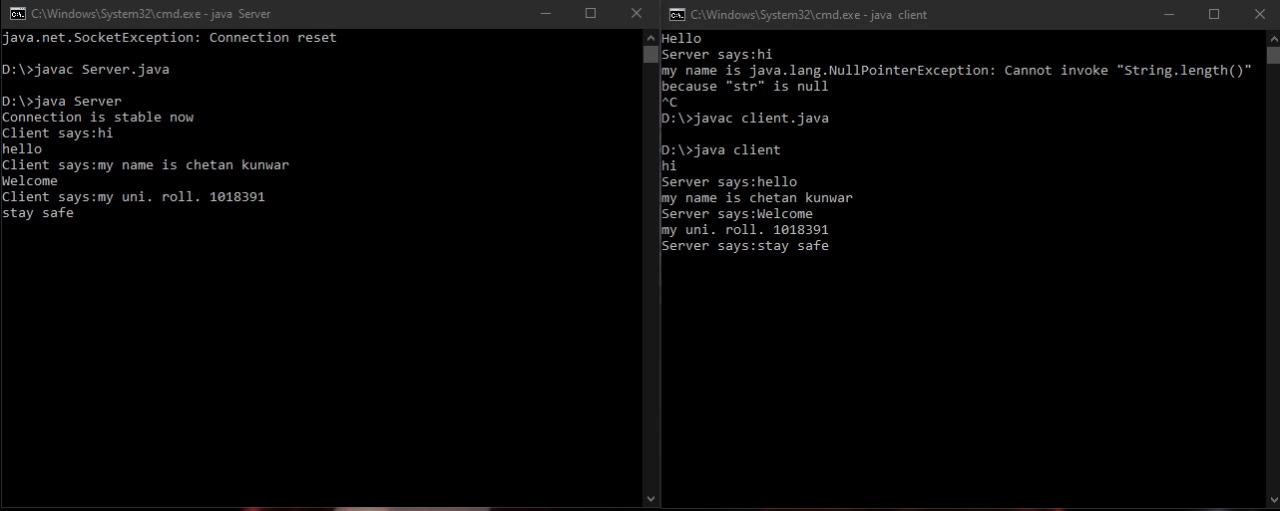 C:\Windows\System32\cmd.exe - java Server
java.net.SocketException: Connection reset
D:\>javac Server.java
D:\>java Server
Connection is stable now
Client says:hi
hello
Client says:my name is chetan kunwar
Welcome
Client says:my uni. roll. 1018391
stay safe
C:\Windows\System32\cmd.exe - java client
Hello
Server says:hi
my name is java.lang.NullPointerException: Cannot invoke "String.length()"
because "str" is null
^C
D:\>javac client.java
D:\>java client
hi
Server says:hello
my name is chetan kunwar
Server says:Welcome
my uni. roll. 1018391
Server says:stay safe